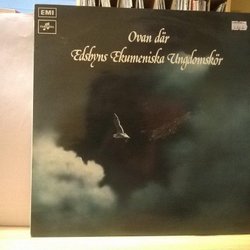 EMI
Ovan där
Edsbyns Ekumeniska Ungdomskör